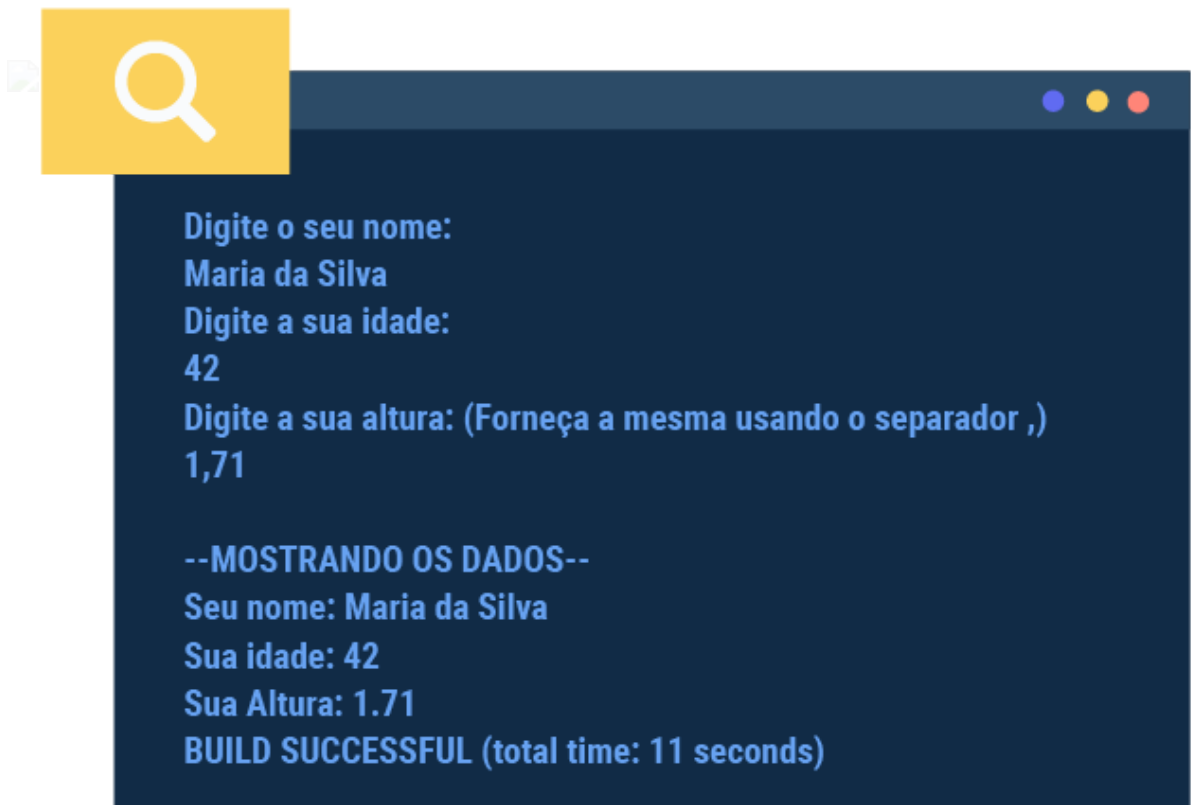 Digite o seu nome:
Maria da Silva
Digite a sua idade:
42
Digite a sua altura: (Forneça a mesma usando o separador ,)
1,71
--MOSTRANDO OS DADOS--
Seu nome: Maria da Silva
Sua idade: 42
Sua Altura: 1.71
BUILD SUCCESSFUL (total time: 11 seconds)